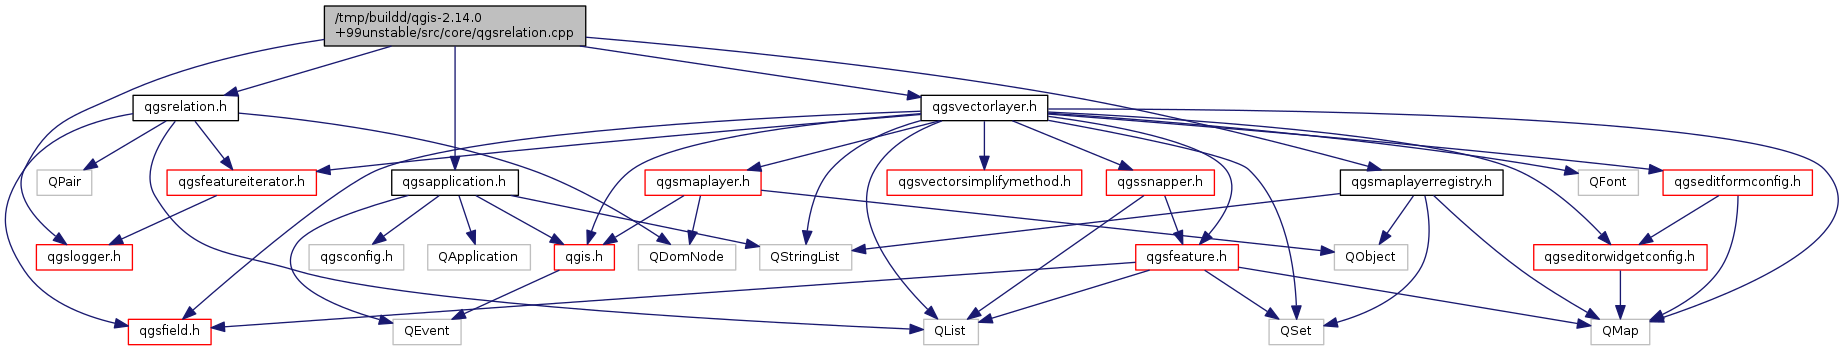 /tmp/buildd/qgis-2.14.0
+99unstable/src/core/qgsrelation.cpp
qgsrelation.h
qgsvectorlayer.h
QPair
qgsfeatureiterator.h
qgsapplication.h
qgsmaplayer.h
qgsvectorsimplifymethod.h
qgssnapper.h
qgsmaplayerregistry.h
QFont
qgseditformconfig.h
qgslogger.h
qgsconfig.h
QApplication
qgis.h
QDomNode
QStringList
qgsfeature.h
QObject
qgseditorwidgetconfig.h
qgsfield.h
QEvent
QList
QSet
QMap